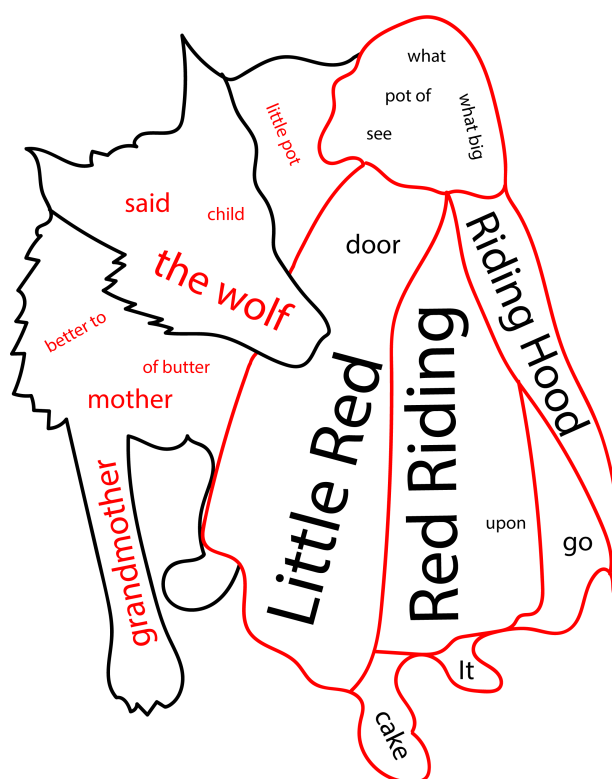 what
pot of
what big
see
little pot
said
child
the wolf
door
Riding Hood
better to
of butter
mother
Little Red
Red Riding
grandmother
upon
go
It
cake